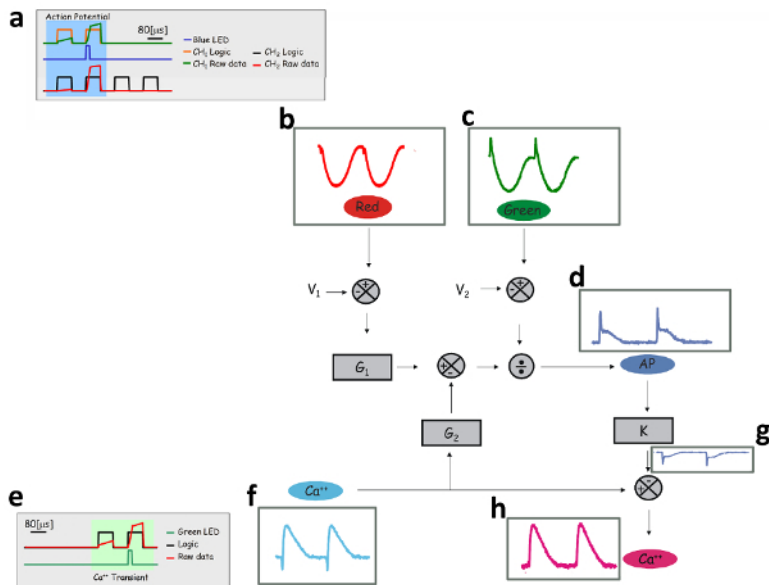 a
Action Potential
80[μs]
Blue LED
CH₁ Logic
CH₂ Logic
CH₁ Raw data
CH₂ Raw data
b
c
Red
Green
V₁
+
-
V₂
+
-
d
G₁
+
-
÷
AP
G₂
K
g
e
f
Ca⁺⁺
+
-
h
80[μs]
Green LED
Logic
Raw data
Ca⁺⁺ Transient
Ca⁺⁺